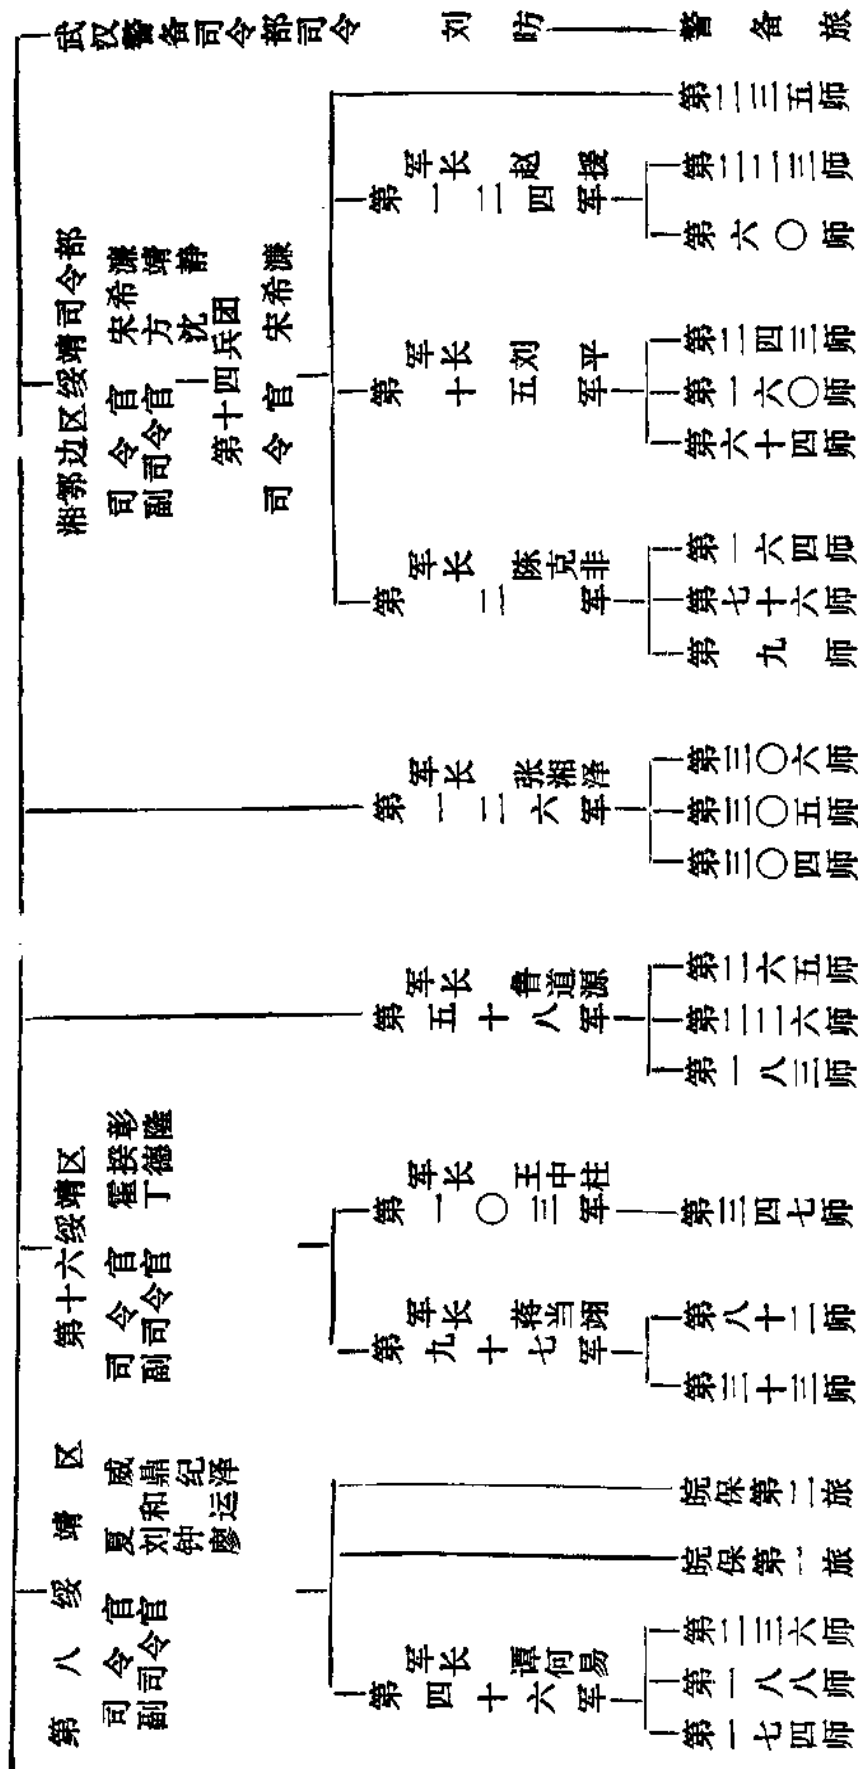 第八绥靖区
司令官 夏威
副司令官 刘和鼎
钟纪
廖运泽
军长 谭何易
第四十六军
第一七四师
第一八八师
第二三六师
皖保第一旅
皖保第二旅
第十六绥靖区
司令官 霍揆彰
副司令官 丁德隆
军长 蒋当翊
第九十七军
第三十三师
第八十二师
军长 王中柱
第一〇三军
第三四七师
军长 鲁道源
第五十八军
第一八三师
第二二六师
第二六五师
军长 张湘泽
第一二六军
第三〇四师
第三〇五师
第三〇六师
湘鄂边区绥靖司令部
司令官 宋希濂
副司令官 方靖
沈静
第十四兵团
司令官 宋希濂
军长 陈克非
第二军
第九师
第七十六师
第一六四师
军长 刘平
第十五军
第六十四师
第一六〇师
第二四三师
军长 赵援
第一二四军
第六〇师
第二二三师
第二三五师
武汉警备司令部司令 刘昉
警备旅